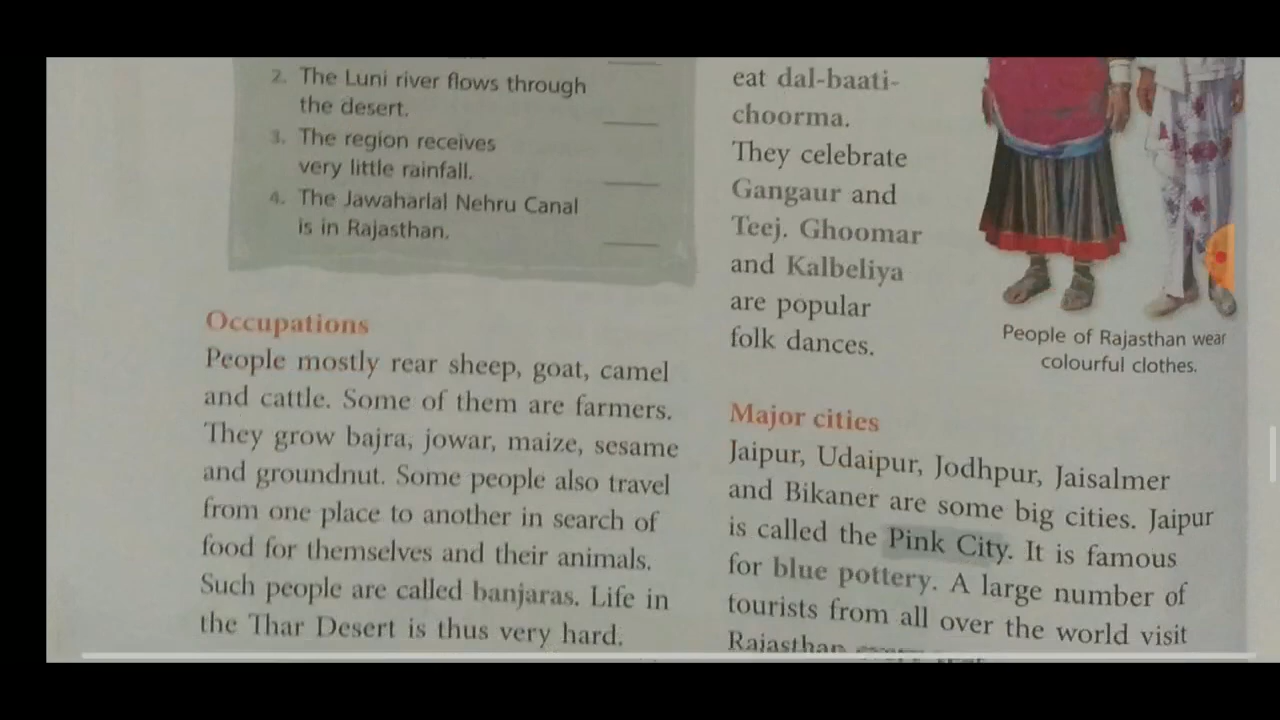 2. The Luni river flows through
the desert.
3. The region receives
very little rainfall.
4. The Jawaharlal Nehru Canal
is in Rajasthan.
Occupations
People mostly rear sheep, goat, camel
and cattle. Some of them are farmers.
They grow bajra, jowar, maize, sesame
and groundnut. Some people also travel
from one place to another in search of
food for themselves and their animals.
Such people are called banjaras. Life in
the Thar Desert is thus very hard.
eat dal-baati-
choorma.
They celebrate
Gangaur and
Teej. Ghoomar
and Kalbeliya
are popular
folk dances.
People of Rajasthan wear
colourful clothes.
Major cities
Jaipur, Udaipur, Jodhpur, Jaisalmer
and Bikaner are some big cities. Jaipur
is called the Pink City. It is famous
for blue pottery. A large number of
tourists from all over the world visit
Rajasthan